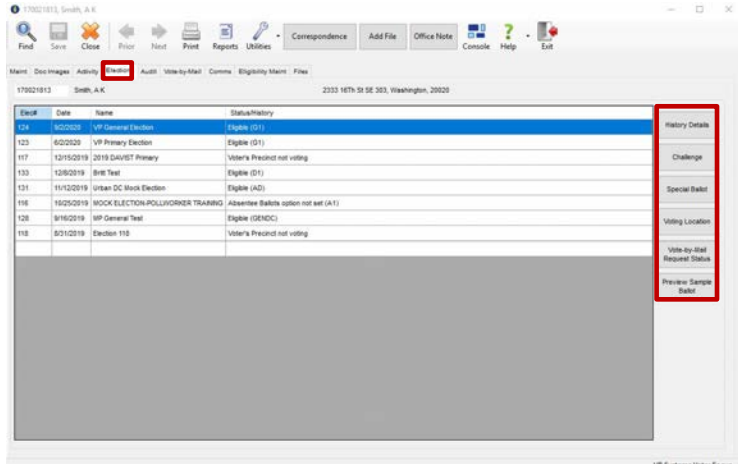 170021013, Smith, A K
Find Save Close Prior Next Print Reports Utilities Correspondence Add File Office Note Console Help Exit
Maint Doc Images Activity Election Audit Vote-by-Mail Comms Eligibility Maint Files
170021013 Smith, A K 2333 16Th St SE 303, Washington, 20020
Elec# Date Name Status/History
124 9/2/2020 VP General Election Eligible (G1)
123 6/2/2020 VP Primary Election Eligible (G1)
117 12/15/2019 2019 DAVIST Primary Voter's Precinct not voting
133 12/8/2019 Britt Test Eligible (D1)
131 11/12/2019 Urban DC Mock Election Eligible (AD)
116 10/25/2019 MOCK ELECTION-POLLWORKER TRAINING Absentee Ballots option not set (A1)
128 9/16/2019 MP General Test Eligible (GENDC)
118 8/31/2019 Election 118 Voter's Precinct not voting
History Details
Challenge
Special Ballot
Voting Location
Vote-by-Mail
Request Status
Preview Sample
Ballot